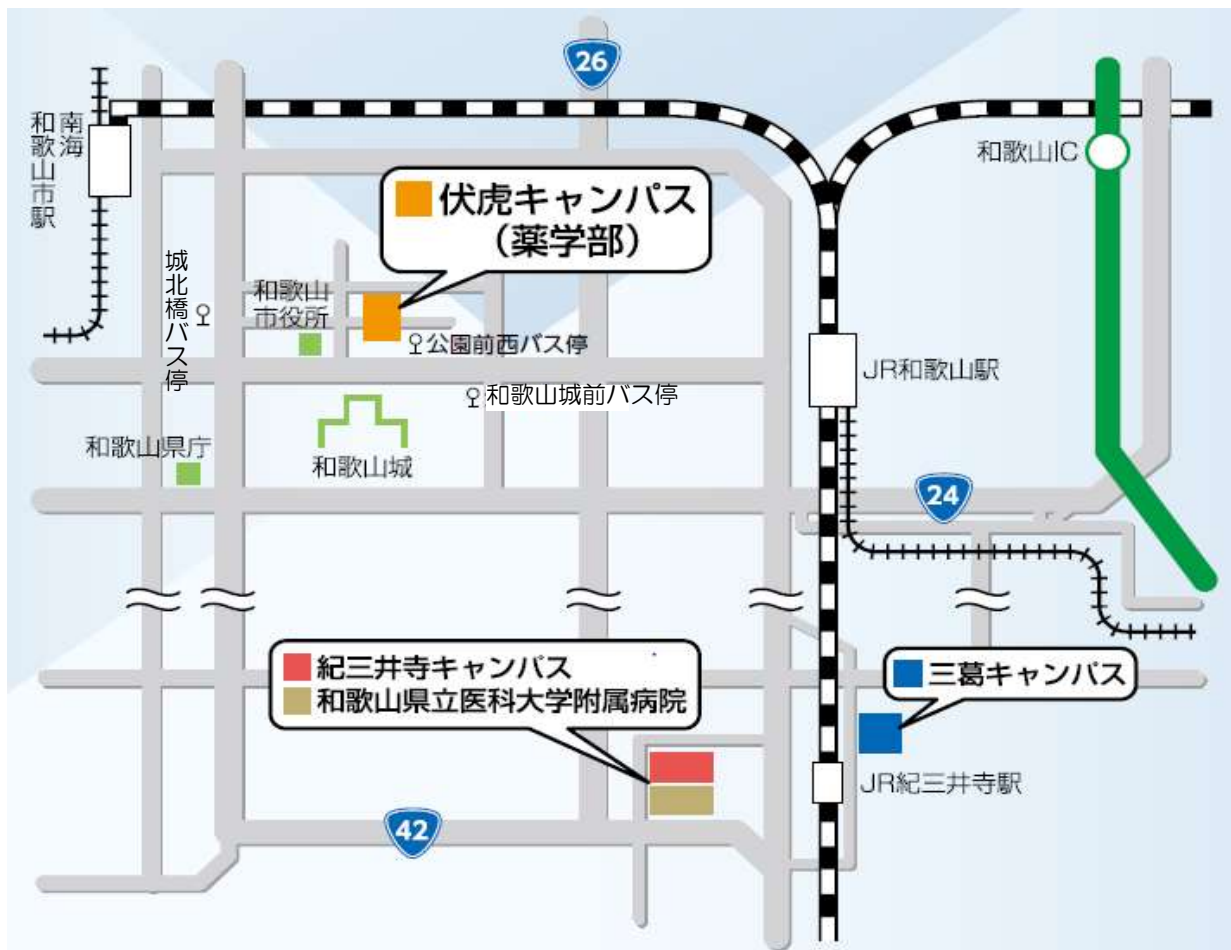 26
南海
和歌山市駅
和歌山IC
伏虎キャンパス
(薬学部)
城北橋バス停
和歌山
市役所
公園前西バス停
JR和歌山駅
和歌山城前バス停
和歌山県庁
和歌山城
24
紀三井寺キャンパス
和歌山県立医科大学附属病院
三葛キャンパス
JR紀三井寺駅
42